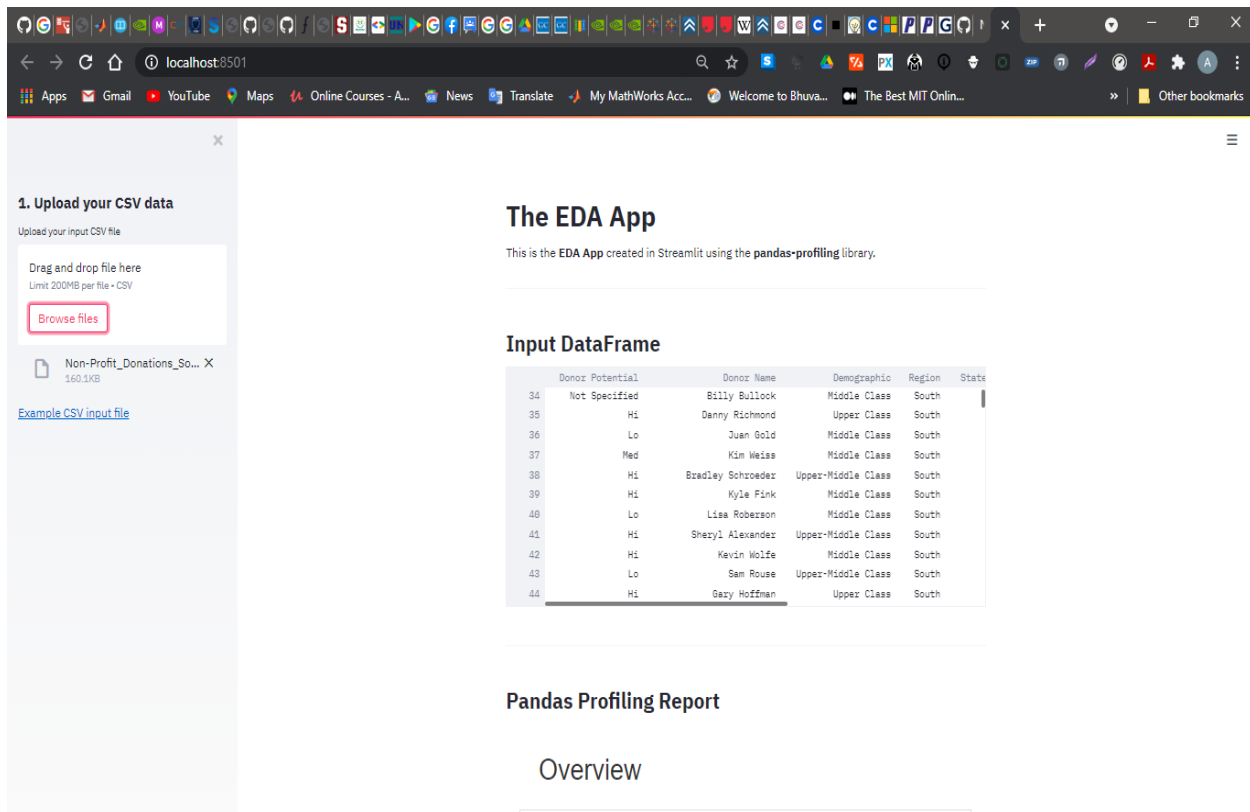 localhost:8501
Apps Gmail YouTube Maps Online Courses - A... News Translate My MathWorks Acc... Welcome to Bhuva... The Best MIT Onlin... » Other bookmarks
1. Upload your CSV data
Upload your input CSV file
Drag and drop file here
Limit 200MB per file • CSV
Browse files
Non-Profit_Donations_So... X
160.1KB
Example CSV input file
The EDA App
This is the EDA App created in Streamlit using the pandas-profiling library.
Input DataFrame
Donor Potential Donor Name Demographic Region State
34 Not Specified Billy Bullock Middle Class South
35 Hi Danny Richmond Upper Class South
36 Lo Juan Gold Middle Class South
37 Med Kim Weiss Middle Class South
38 Hi Bradley Schroeder Upper-Middle Class South
39 Hi Kyle Fink Middle Class South
40 Lo Lisa Roberson Middle Class South
41 Hi Sheryl Alexander Upper-Middle Class South
42 Hi Kevin Wolfe Middle Class South
43 Lo Sam Rouse Upper-Middle Class South
44 Hi Gary Hoffman Upper Class South
Pandas Profiling Report
Overview